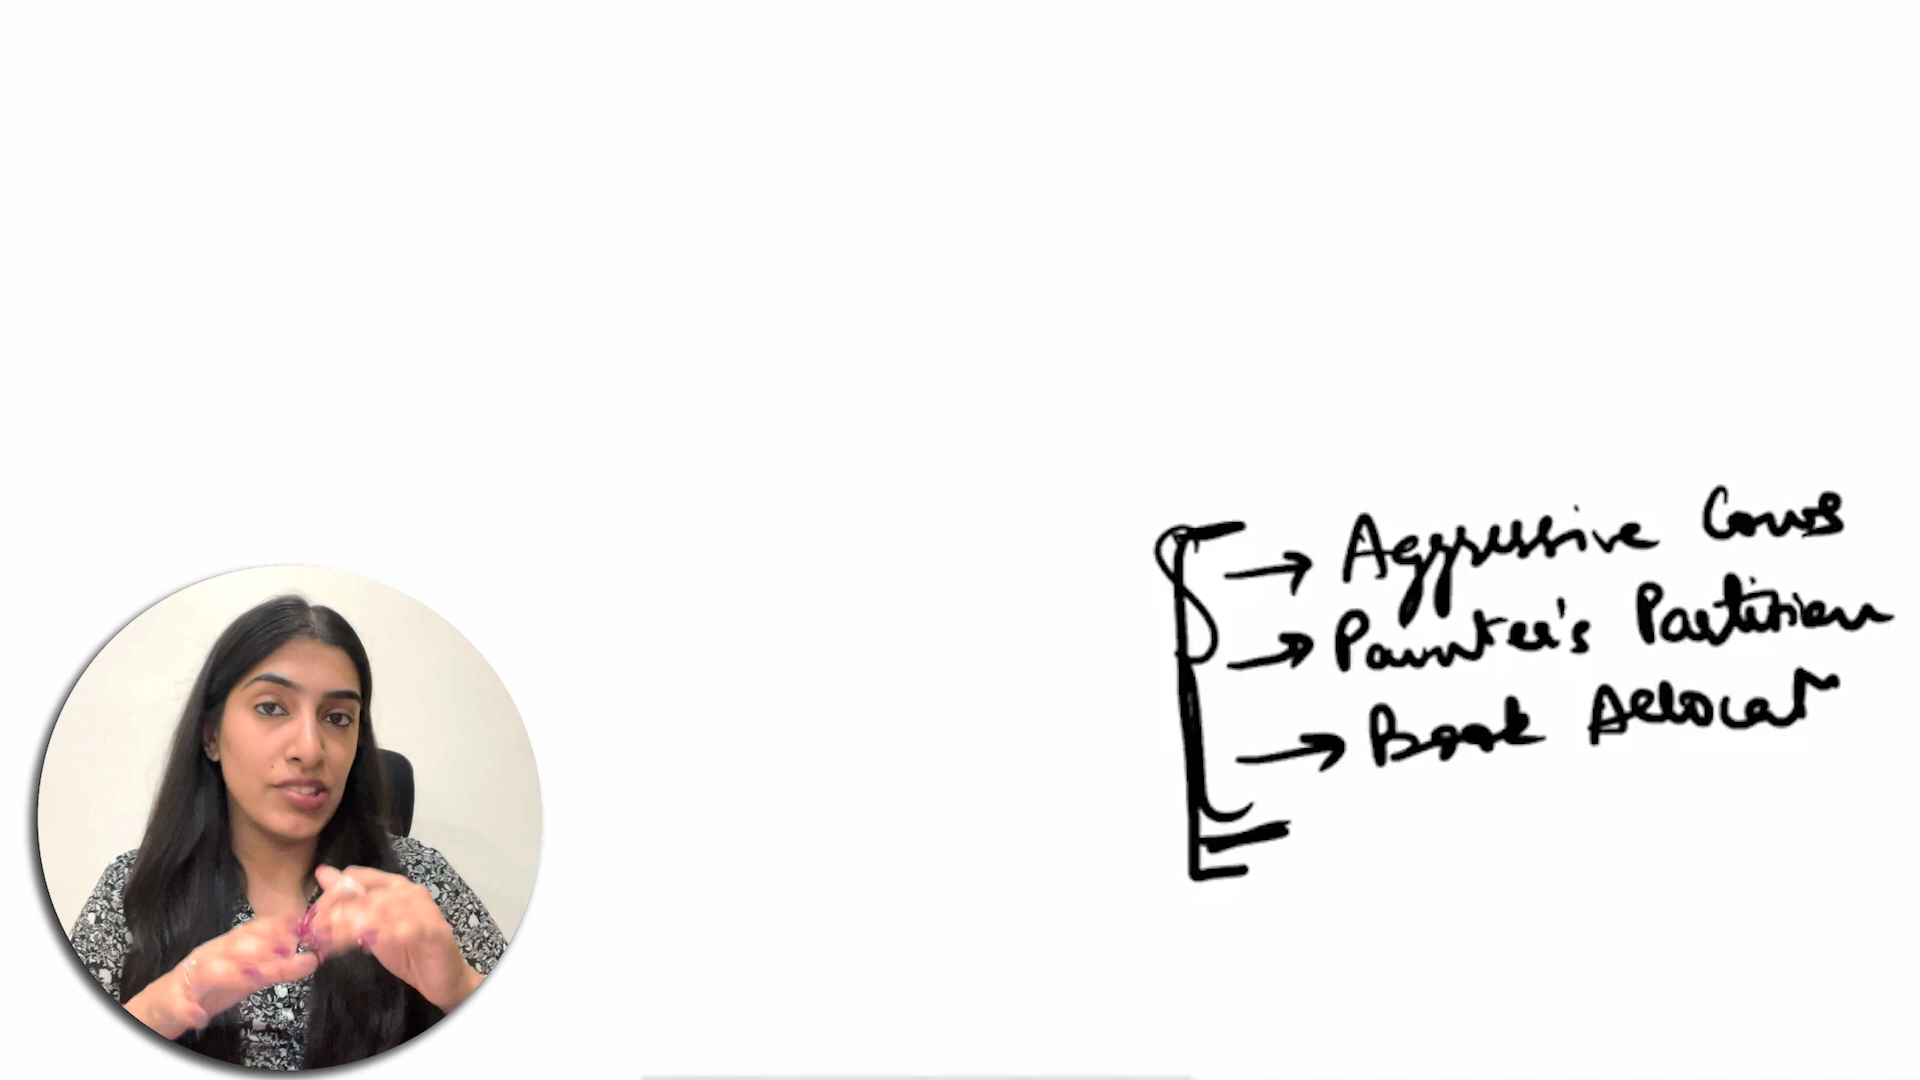 → Aggressive Cows
→ Painter's Partition
→ Book Allocat